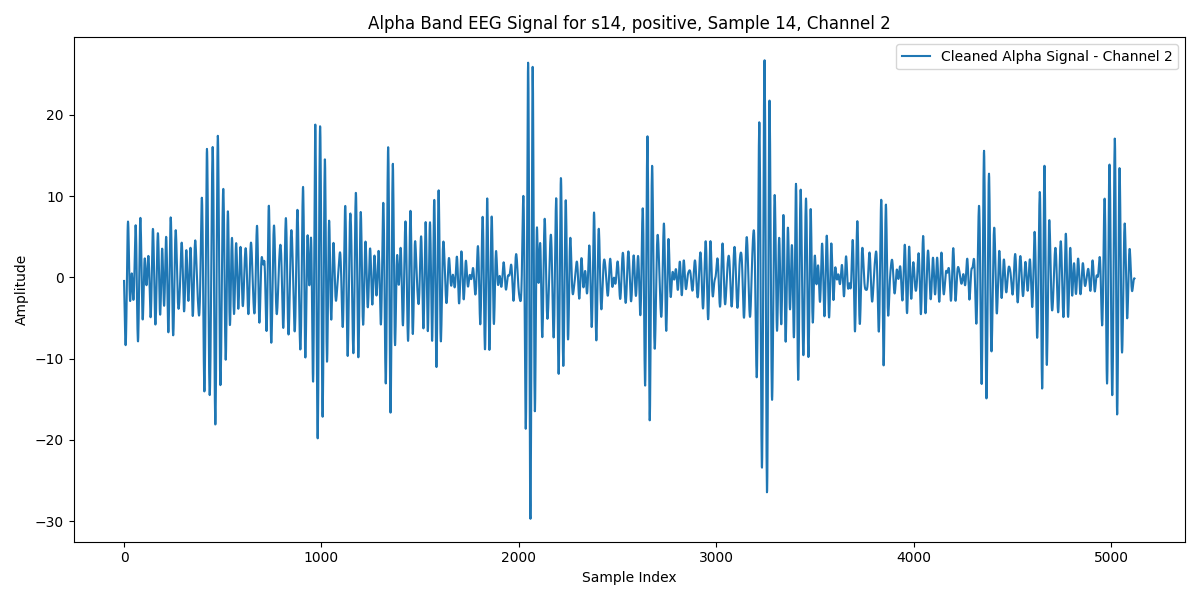 Alpha Band EEG Signal for s14, positive, Sample 14, Channel 2
Cleaned Alpha Signal - Channel 2
Amplitude
20
10
0
−10
−20
−30
0 1000 2000 3000 4000 5000
Sample Index